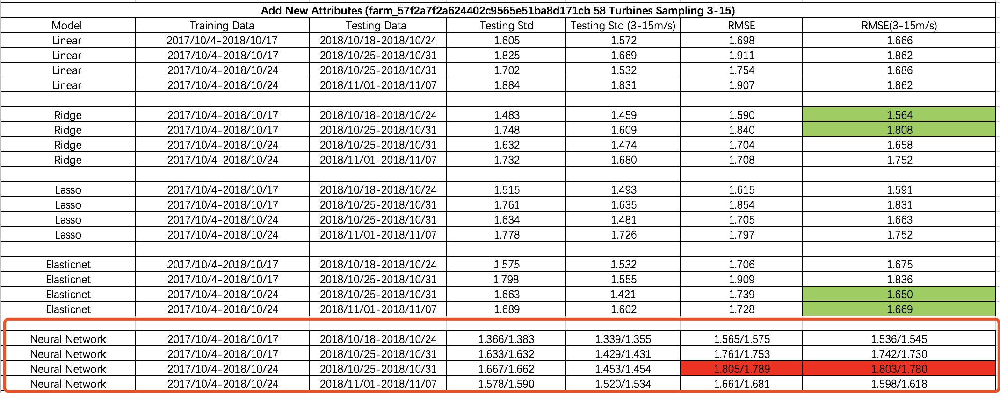 Add New Attributes (farm_57f2a7f2a624402c9565e51ba8d171cb 58 Turbines Sampling 3-15)
Model Training Data Testing Data Testing Std Testing Std (3-15m/s) RMSE RMSE(3-15m/s)
Linear 2017/10/4-2018/10/17 2018/10/18-2018/10/24 1.605 1.572 1.698 1.666
Linear 2017/10/4-2018/10/17 2018/10/25-2018/10/31 1.825 1.669 1.911 1.862
Linear 2017/10/4-2018/10/24 2018/10/25-2018/10/31 1.702 1.532 1.754 1.686
Linear 2017/10/4-2018/10/24 2018/11/01-2018/11/07 1.884 1.831 1.907 1.862
Ridge 2017/10/4-2018/10/17 2018/10/18-2018/10/24 1.483 1.459 1.590 1.564
Ridge 2017/10/4-2018/10/17 2018/10/25-2018/10/31 1.748 1.609 1.840 1.808
Ridge 2017/10/4-2018/10/24 2018/10/25-2018/10/31 1.632 1.474 1.704 1.658
Ridge 2017/10/4-2018/10/24 2018/11/01-2018/11/07 1.732 1.680 1.708 1.752
Lasso 2017/10/4-2018/10/17 2018/10/18-2018/10/24 1.515 1.493 1.615 1.591
Lasso 2017/10/4-2018/10/17 2018/10/25-2018/10/31 1.761 1.635 1.854 1.831
Lasso 2017/10/4-2018/10/24 2018/10/25-2018/10/31 1.634 1.481 1.705 1.663
Lasso 2017/10/4-2018/10/24 2018/11/01-2018/11/07 1.778 1.726 1.797 1.752
Elasticnet 2017/10/4-2018/10/17 2018/10/18-2018/10/24 1.575 1.532 1.706 1.675
Elasticnet 2017/10/4-2018/10/17 2018/10/25-2018/10/31 1.798 1.555 1.909 1.836
Elasticnet 2017/10/4-2018/10/24 2018/10/25-2018/10/31 1.663 1.421 1.739 1.650
Elasticnet 2017/10/4-2018/10/24 2018/11/01-2018/11/07 1.689 1.602 1.728 1.669
Neural Network 2017/10/4-2018/10/17 2018/10/18-2018/10/24 1.366/1.383 1.339/1.355 1.565/1.575 1.536/1.545
Neural Network 2017/10/4-2018/10/17 2018/10/25-2018/10/31 1.633/1.632 1.429/1.431 1.761/1.753 1.742/1.730
Neural Network 2017/10/4-2018/10/24 2018/10/25-2018/10/31 1.667/1.662 1.453/1.454 1.805/1.789 1.803/1.780
Neural Network 2017/10/4-2018/10/24 2018/11/01-2018/11/07 1.578/1.590 1.520/1.534 1.661/1.681 1.598/1.618